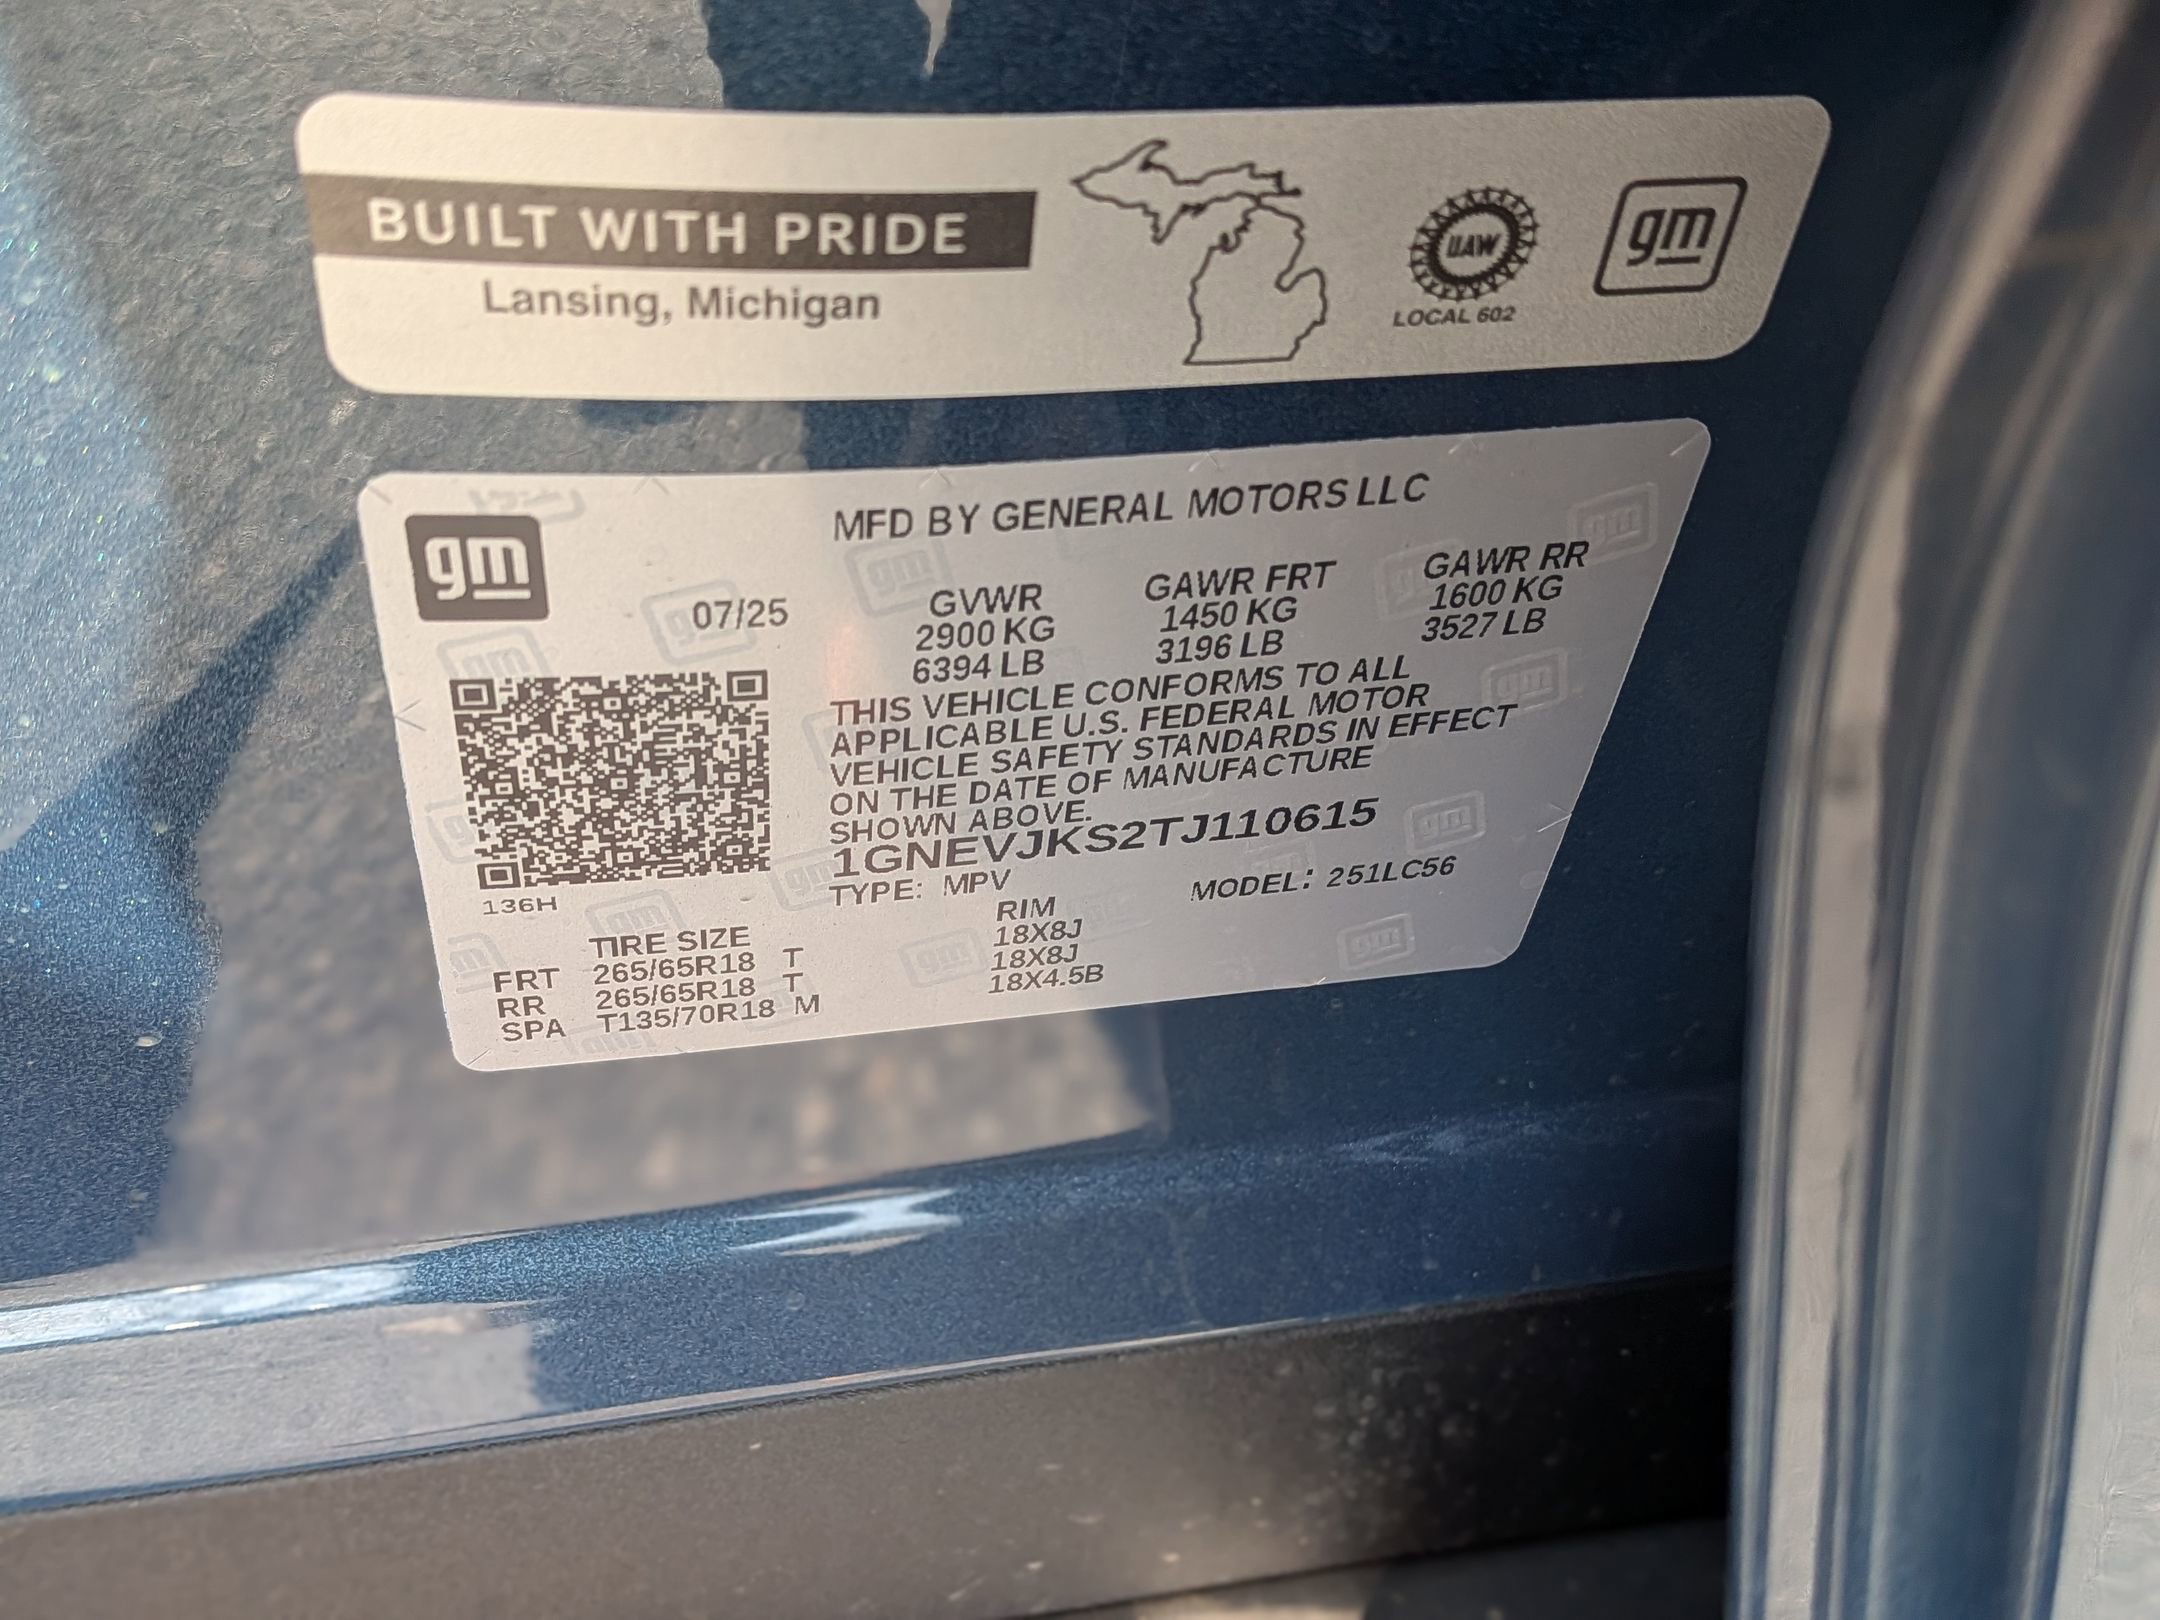 BUILT WITH PRIDE
Lansing, Michigan
UAW
LOCAL 602
gm
gm
MFD BY GENERAL MOTORS LLC
07/25
GVWR GAWR FRT GAWR RR
2900 KG 1450 KG 1600 KG
6394 LB 3196 LB 3527 LB
THIS VEHICLE CONFORMS TO ALL
APPLICABLE U.S. FEDERAL MOTOR
VEHICLE SAFETY STANDARDS IN EFFECT
ON THE DATE OF MANUFACTURE
SHOWN ABOVE.
1GNEVJKS2TJ110615
TYPE: MPV MODEL: 251LC56
136H
TIRE SIZE RIM
FRT 265/65R18 T 18X8J
RR 265/65R18 T 18X8J
SPA T135/70R18 M 18X4.5B